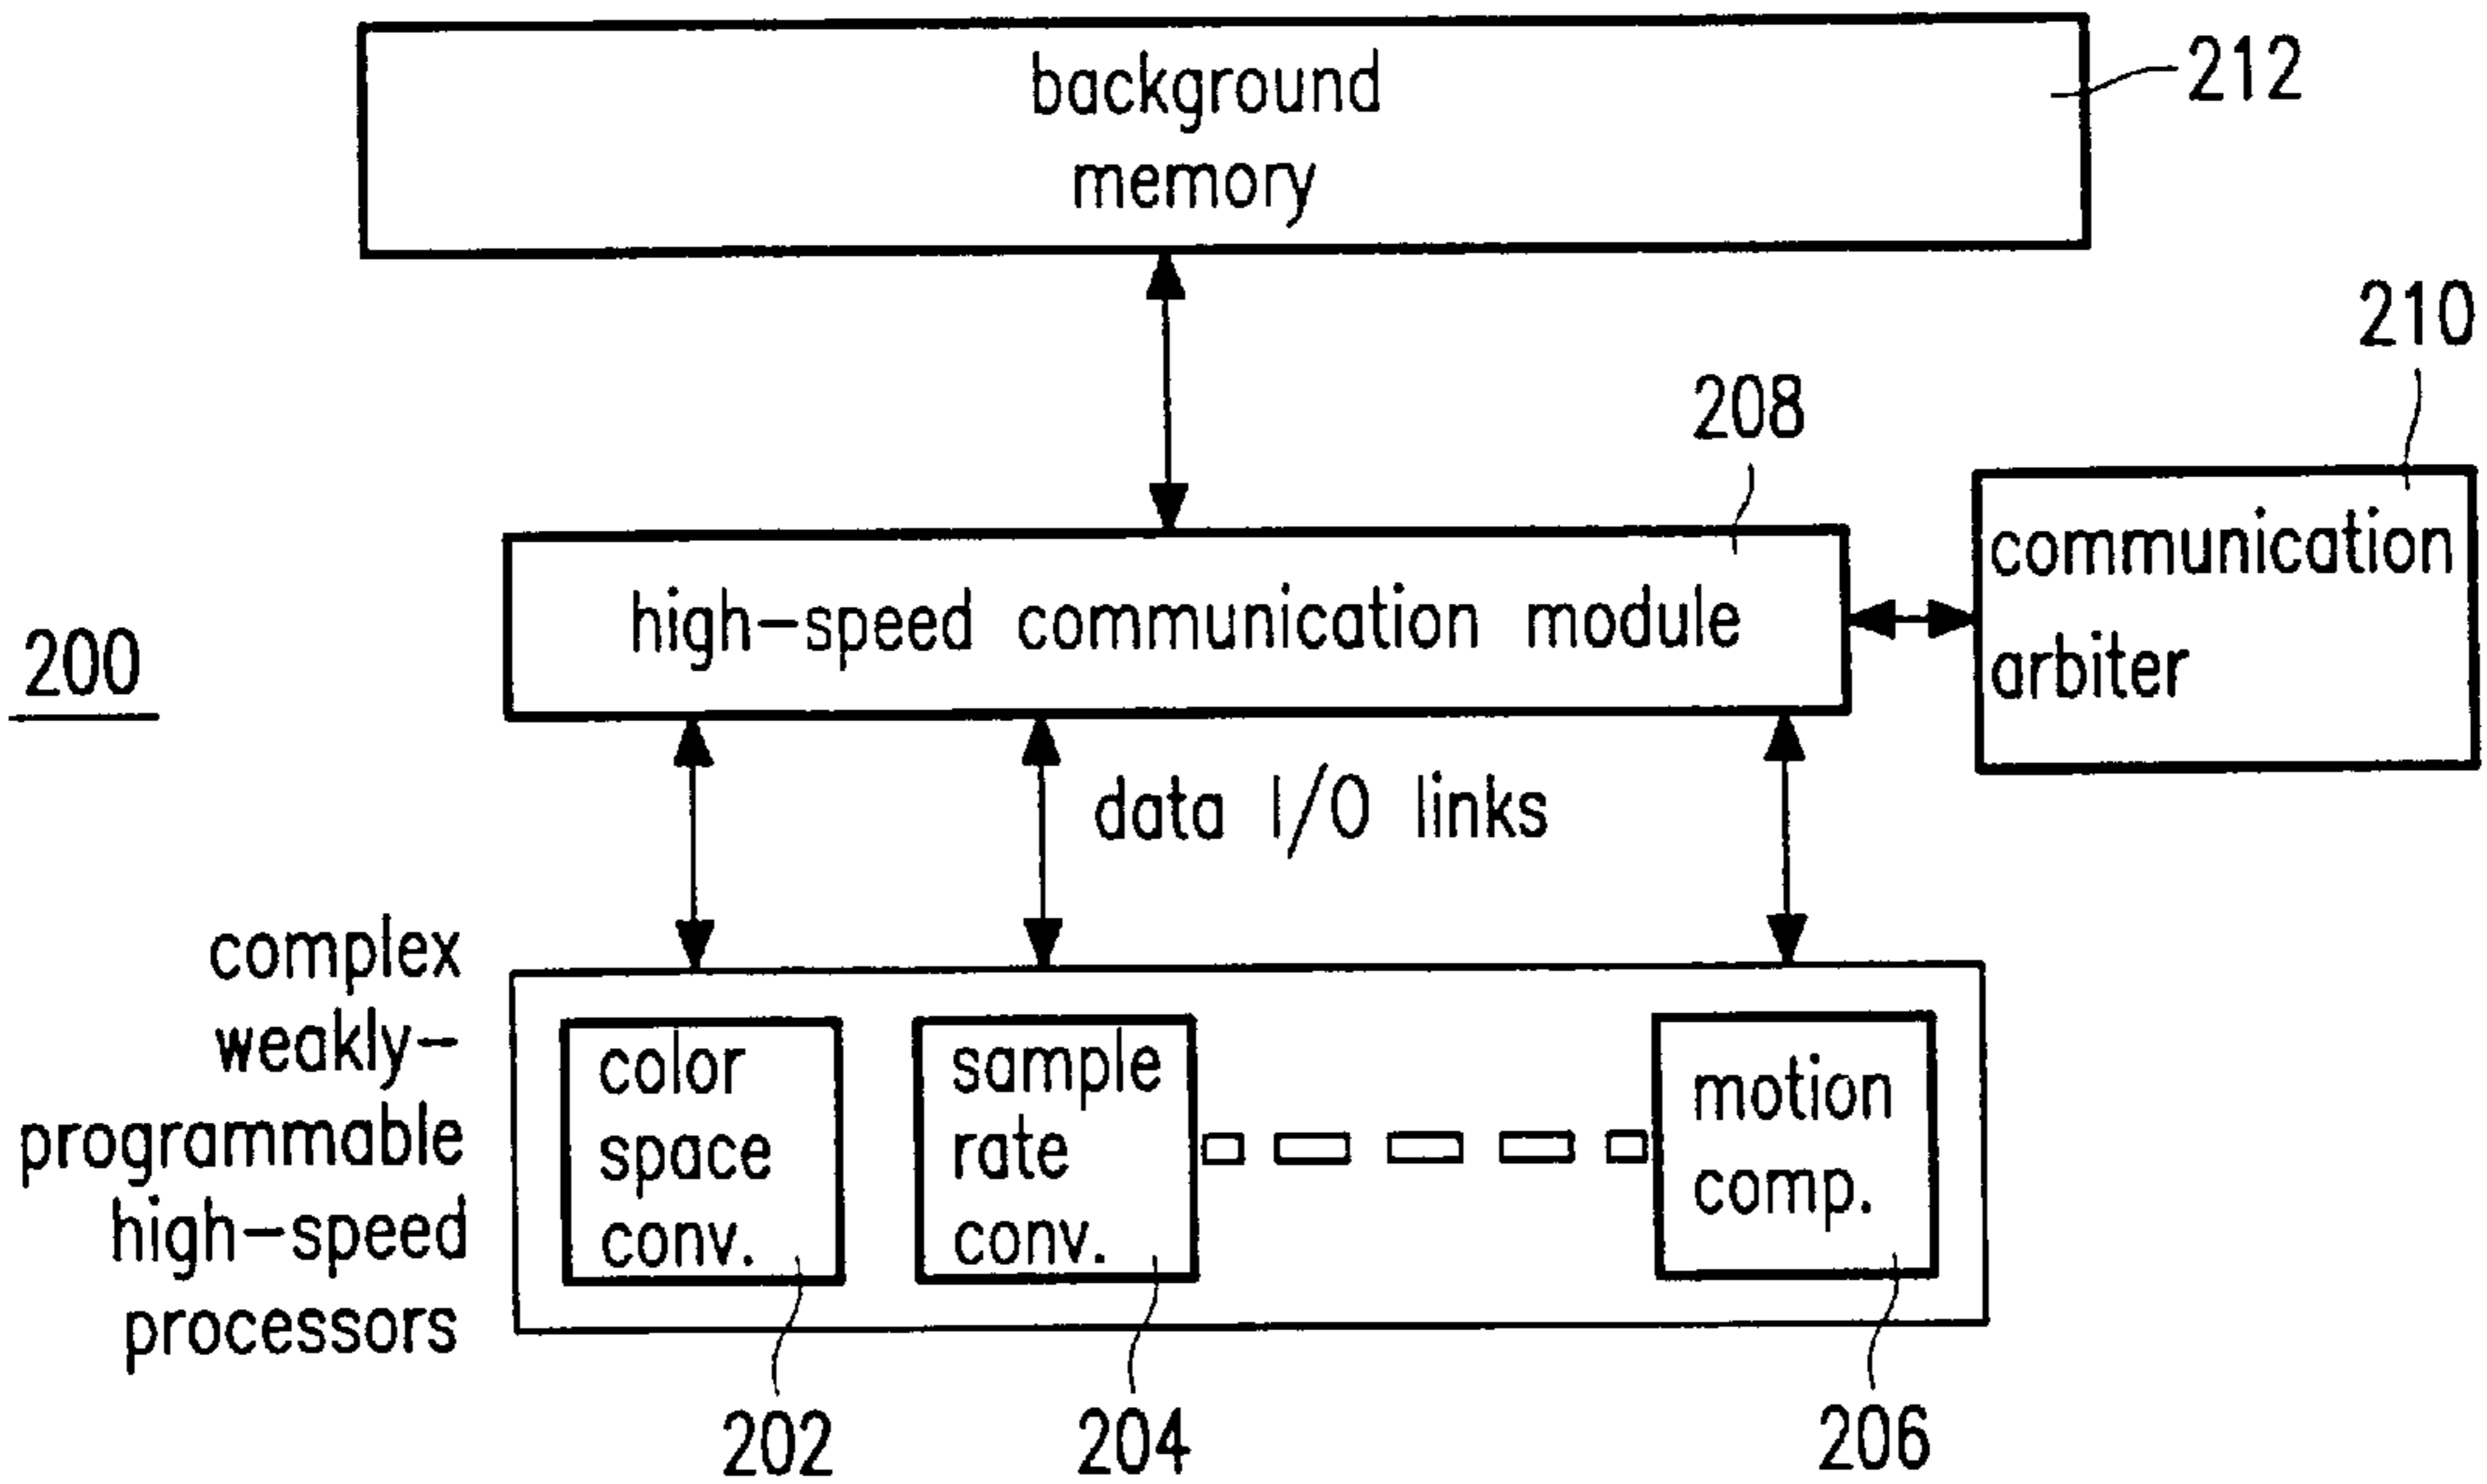 background
memory
212
210
208
communication
arbiter
high-speed communication module
200
data I/O links
complex
weakly-
programmable
high-speed
processors
color
space
conv.
sample
rate
conv.
motion
comp.
202
204
206